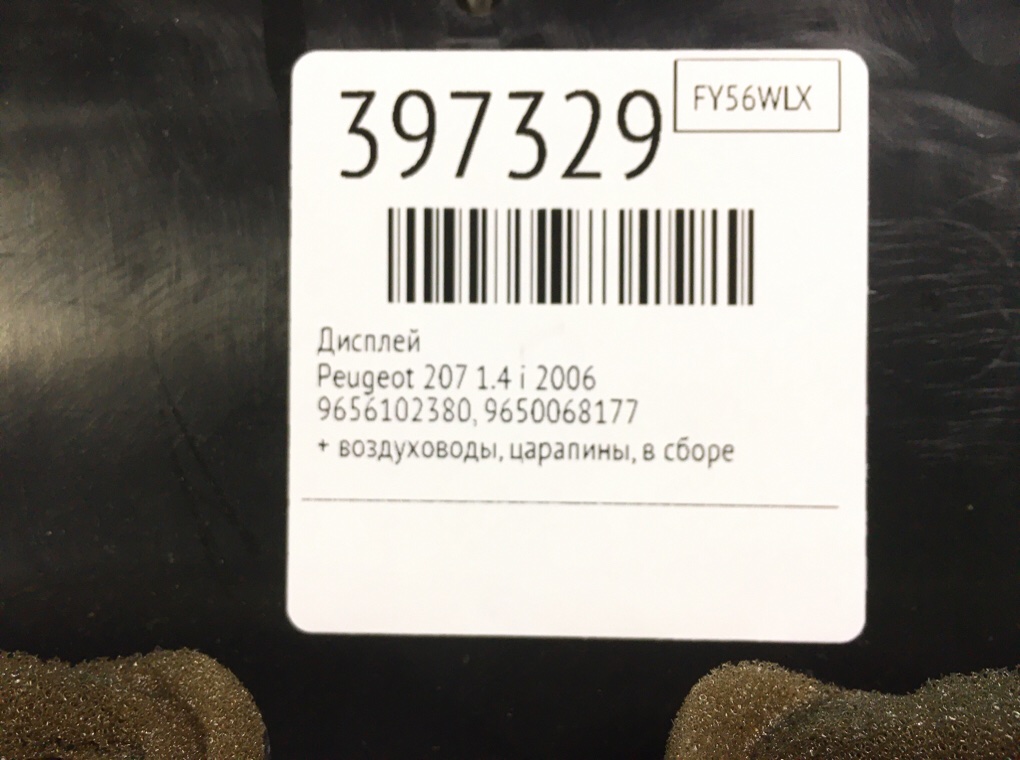 397329
FY56WLX
Дисплей
Peugeot 207 1.4 i 2006
9656102380, 9650068177
+ воздуховоды, царапины, в сборе